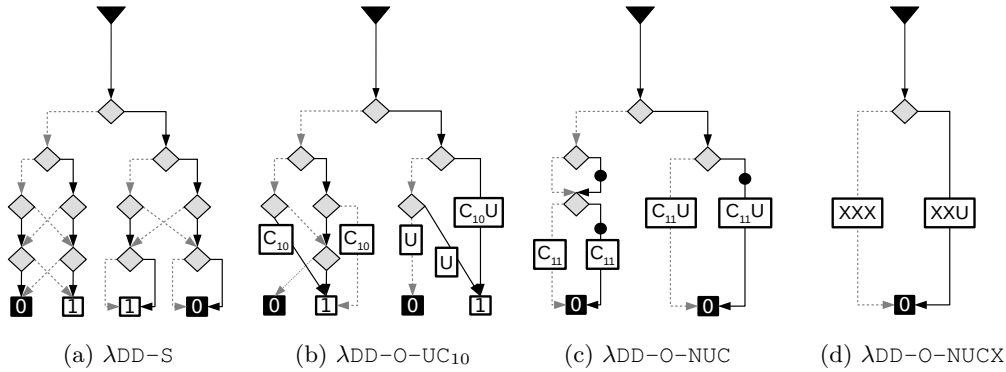 C₁₀ C₁₀ U U C₁₀U
C₁₁ C₁₁ C₁₁U C₁₁U
XXX XXU
0 1 1 0
0 1 0 1
0 0
0
(a) λDD-S (b) λDD-O-UC₁₀ (c) λDD-O-NUC (d) λDD-O-NUCX